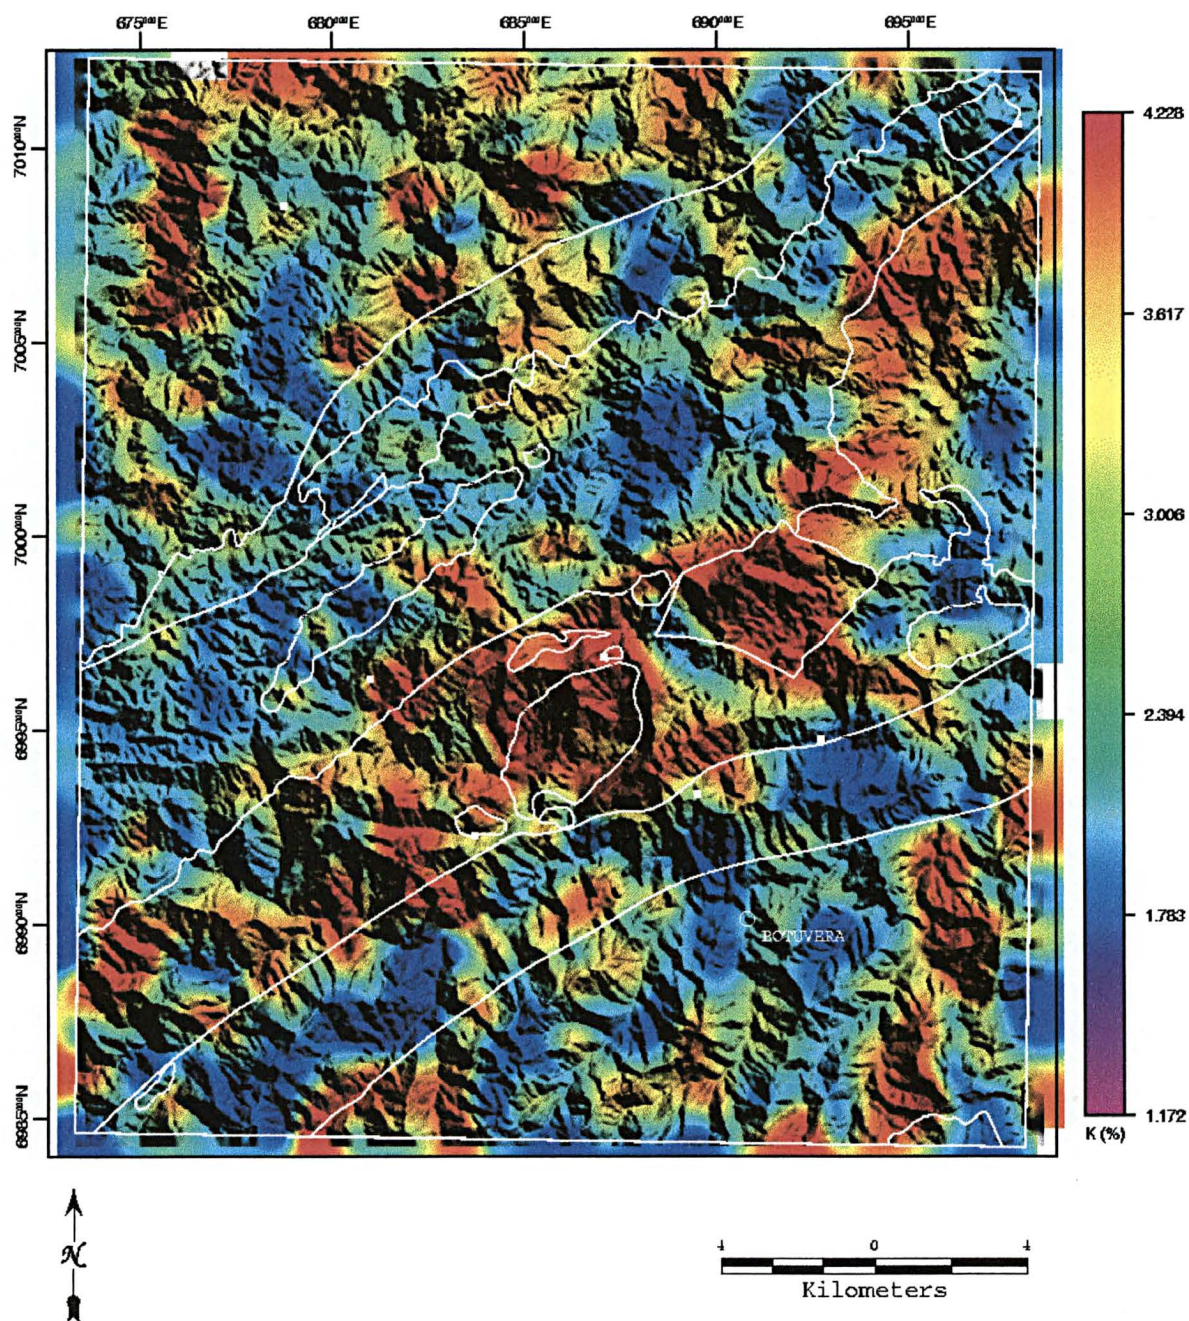 675⁰⁰⁰E 680⁰⁰⁰E 685⁰⁰⁰E 690⁰⁰⁰E 695⁰⁰⁰E
7010⁰⁰⁰N
7005⁰⁰⁰N
7000⁰⁰⁰N
6995⁰⁰⁰N
6990⁰⁰⁰N
6985⁰⁰⁰N
4.228
3.617
3.006
2.394
1.783
1.172
K (%)
BOTUVERA
N
4 0 4
Kilometers